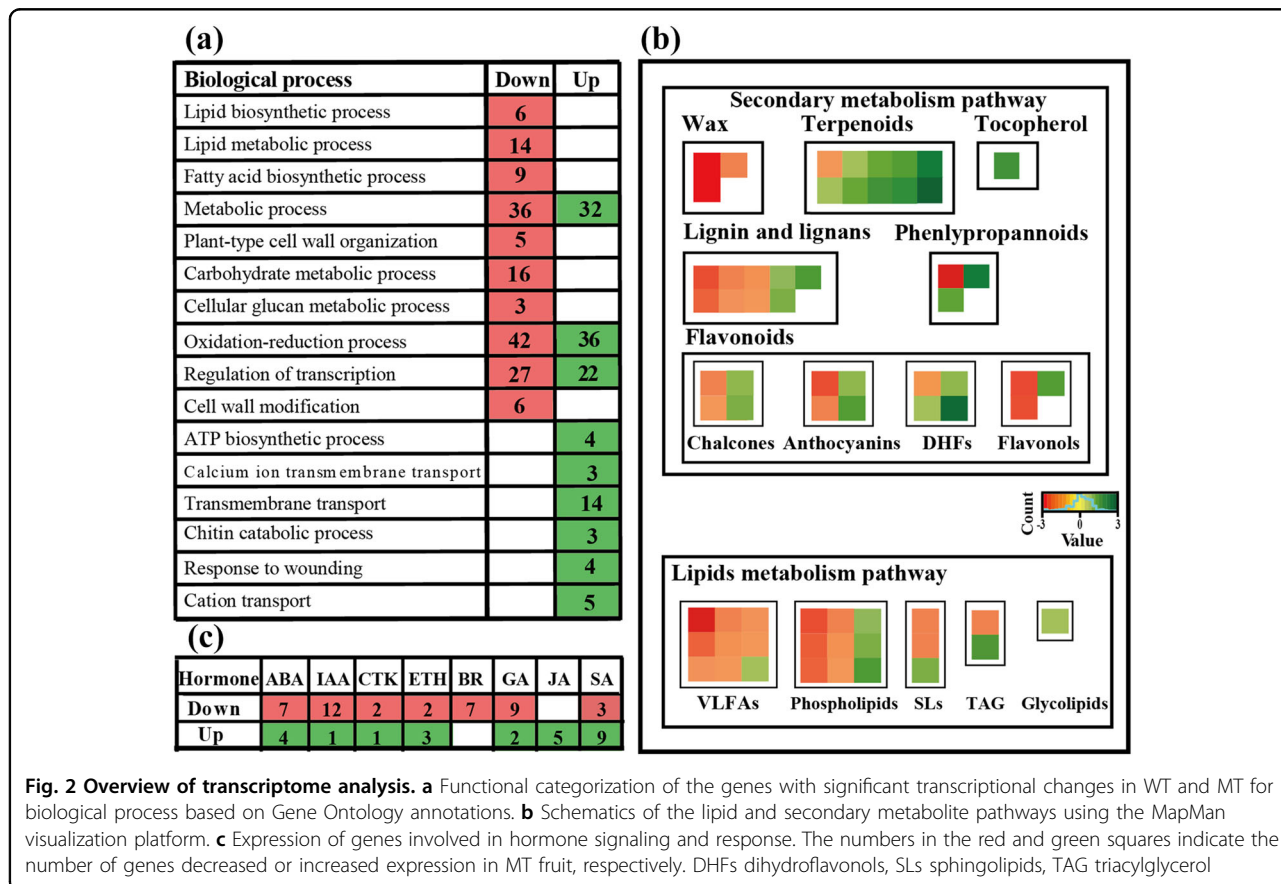 (a)
Biological process Down Up
Lipid biosynthetic process 6
Lipid metabolic process 14
Fatty acid biosynthetic process 9
Metabolic process 36 32
Plant-type cell wall organization 5
Carbohydrate metabolic process 16
Cellular glucan metabolic process 3
Oxidation-reduction process 42 36
Regulation of transcription 27 22
Cell wall modification 6
ATP biosynthetic process 4
Calcium ion transmembrane transport 3
Transmembrane transport 14
Chitin catabolic process 3
Response to wounding 4
Cation transport 5
(c)
Hormone ABA IAA CTK ETH BR GA JA SA
Down 7 12 2 2 7 9 3
Up 4 1 1 3 2 5 9
(b)
Secondary metabolism pathway
Wax Terpenoids Tocopherol
Lignin and lignans Phenlypropannoids
Flavonoids
Chalcones Anthocyanins DHFs Flavonols
Count
-3 0 3
Value
Lipids metabolism pathway
VLFAs Phospholipids SLs TAG Glycolipids
Fig. 2 Overview of transcriptome analysis. a Functional categorization of the genes with significant transcriptional changes in WT and MT for
biological process based on Gene Ontology annotations. b Schematics of the lipid and secondary metabolite pathways using the MapMan
visualization platform. c Expression of genes involved in hormone signaling and response. The numbers in the red and green squares indicate the
number of genes decreased or increased expression in MT fruit, respectively. DHFs dihydroflavonols, SLs sphingolipids, TAG triacylglycerol